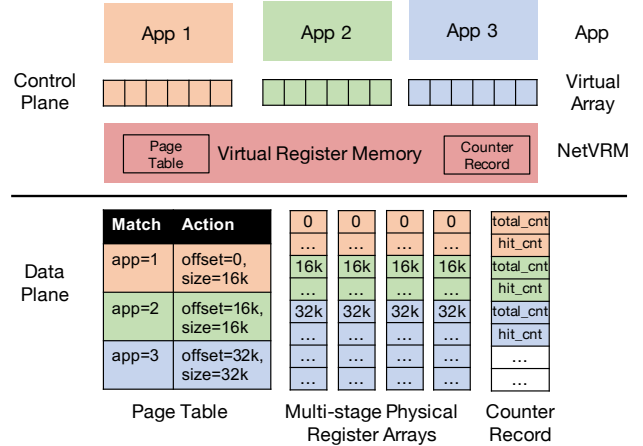 App 1 App 2 App 3 App
Control Plane
Virtual Array
Page Table
Virtual Register Memory
Counter Record
NetVRM
Data Plane
Match Action
app=1 offset=0, size=16k
app=2 offset=16k, size=16k
app=3 offset=32k, size=32k
0 0 0 0
... ... ... ...
16k 16k 16k 16k
... ... ... ...
32k 32k 32k 32k
... ... ... ...
... ... ... ...
... ... ... ...
total_cnt
hit_cnt
total_cnt
hit_cnt
total_cnt
hit_cnt
...
...
Page Table
Multi-stage Physical Register Arrays
Counter Record